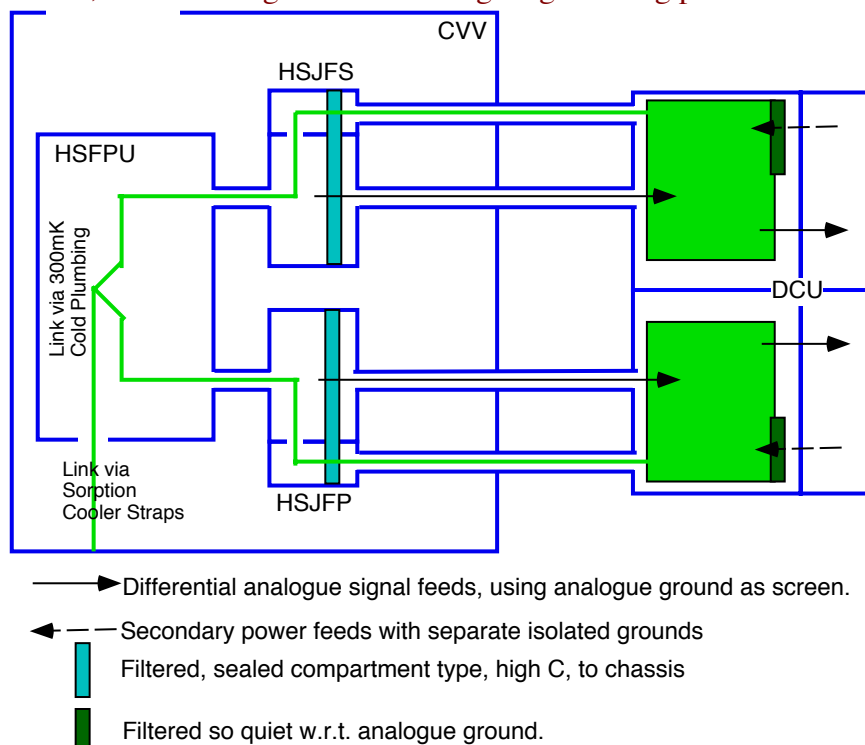 CVV
HSJFS
HSFPU
Link via 300mK
Cold Plumbing
DCU
Link via
Sorption
Cooler Straps
HSJFP
Differential analogue signal feeds, using analogue ground as screen.
Secondary power feeds with separate isolated grounds
Filtered, sealed compartment type, high C, to chassis
Filtered so quiet w.r.t. analogue ground.